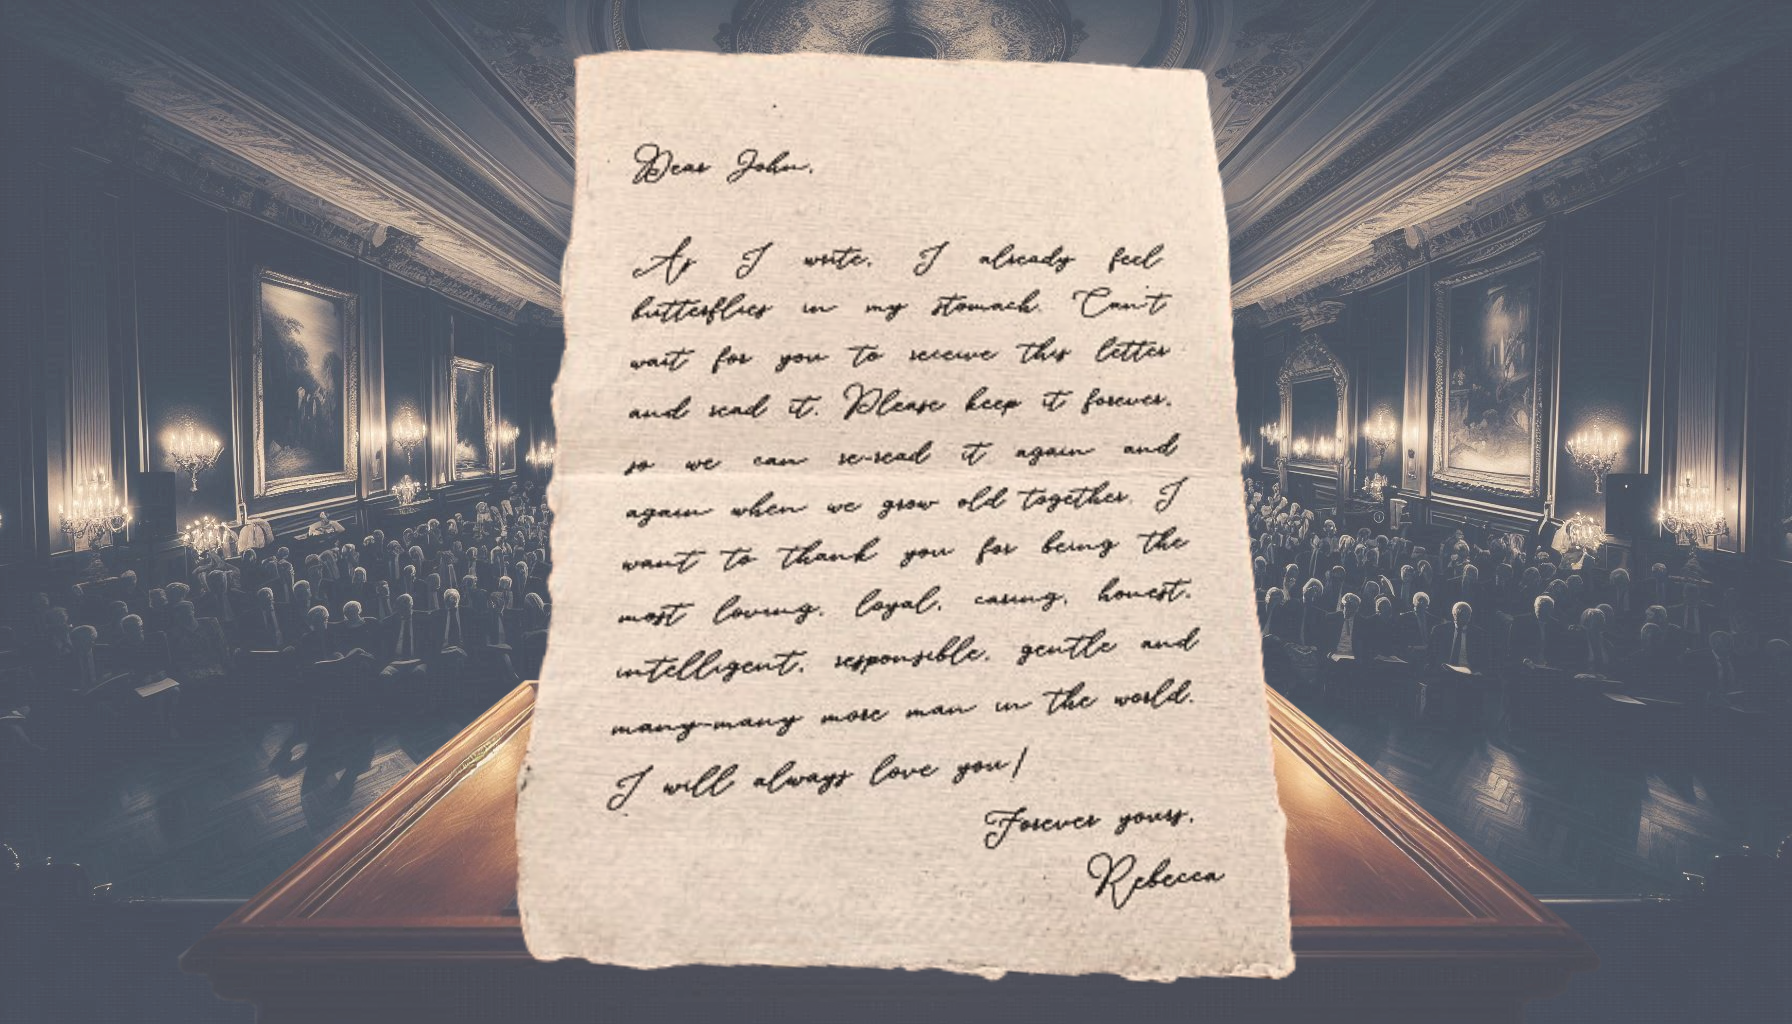 Dear John,
As I write, I already feel
butterflies in my stomach. Can't
wait for you to receive this letter
and read it. Please keep it forever,
so we can re-read it again and
again when we grow old together. I
want to thank you for being the
most loving, loyal, caring, honest,
intelligent, responsible, gentle and
many-many more man in the world.
I will always love you!
Forever yours,
Rebecca